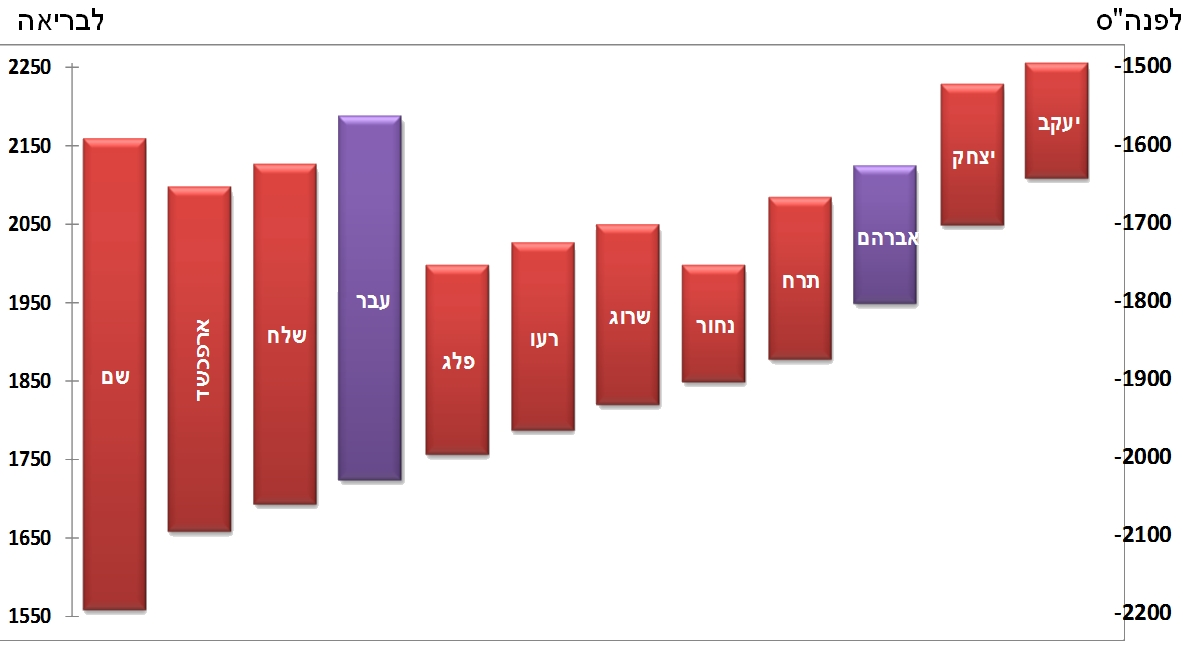 לבריאה
לפנה"ס
2250
2150
2050
1950
1850
1750
1650
1550
שם
ארפכשד
שלח
עבר
פלג
רעו
שרוג
נחור
תרח
אברהם
יצחק
יעקב
-1500
-1600
-1700
-1800
-1900
-2000
-2100
-2200